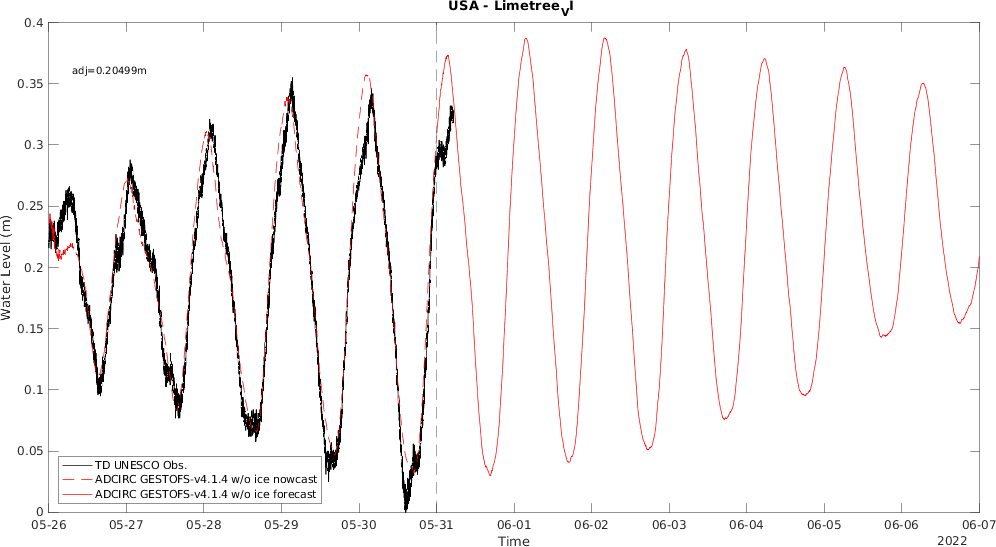 USA - LimetreeVI
0.4
0.35
0.3
0.25
0.2
0.15
0.1
0.05
0
Water Level (m)
adj=0.20499m
TD UNESCO Obs.
ADCIRC GESTOFS-v4.1.4 w/o ice nowcast
ADCIRC GESTOFS-v4.1.4 w/o ice forecast
05-26 05-27 05-28 05-29 05-30 05-31 06-01 06-02 06-03 06-04 06-05 06-06 06-07
Time
2022